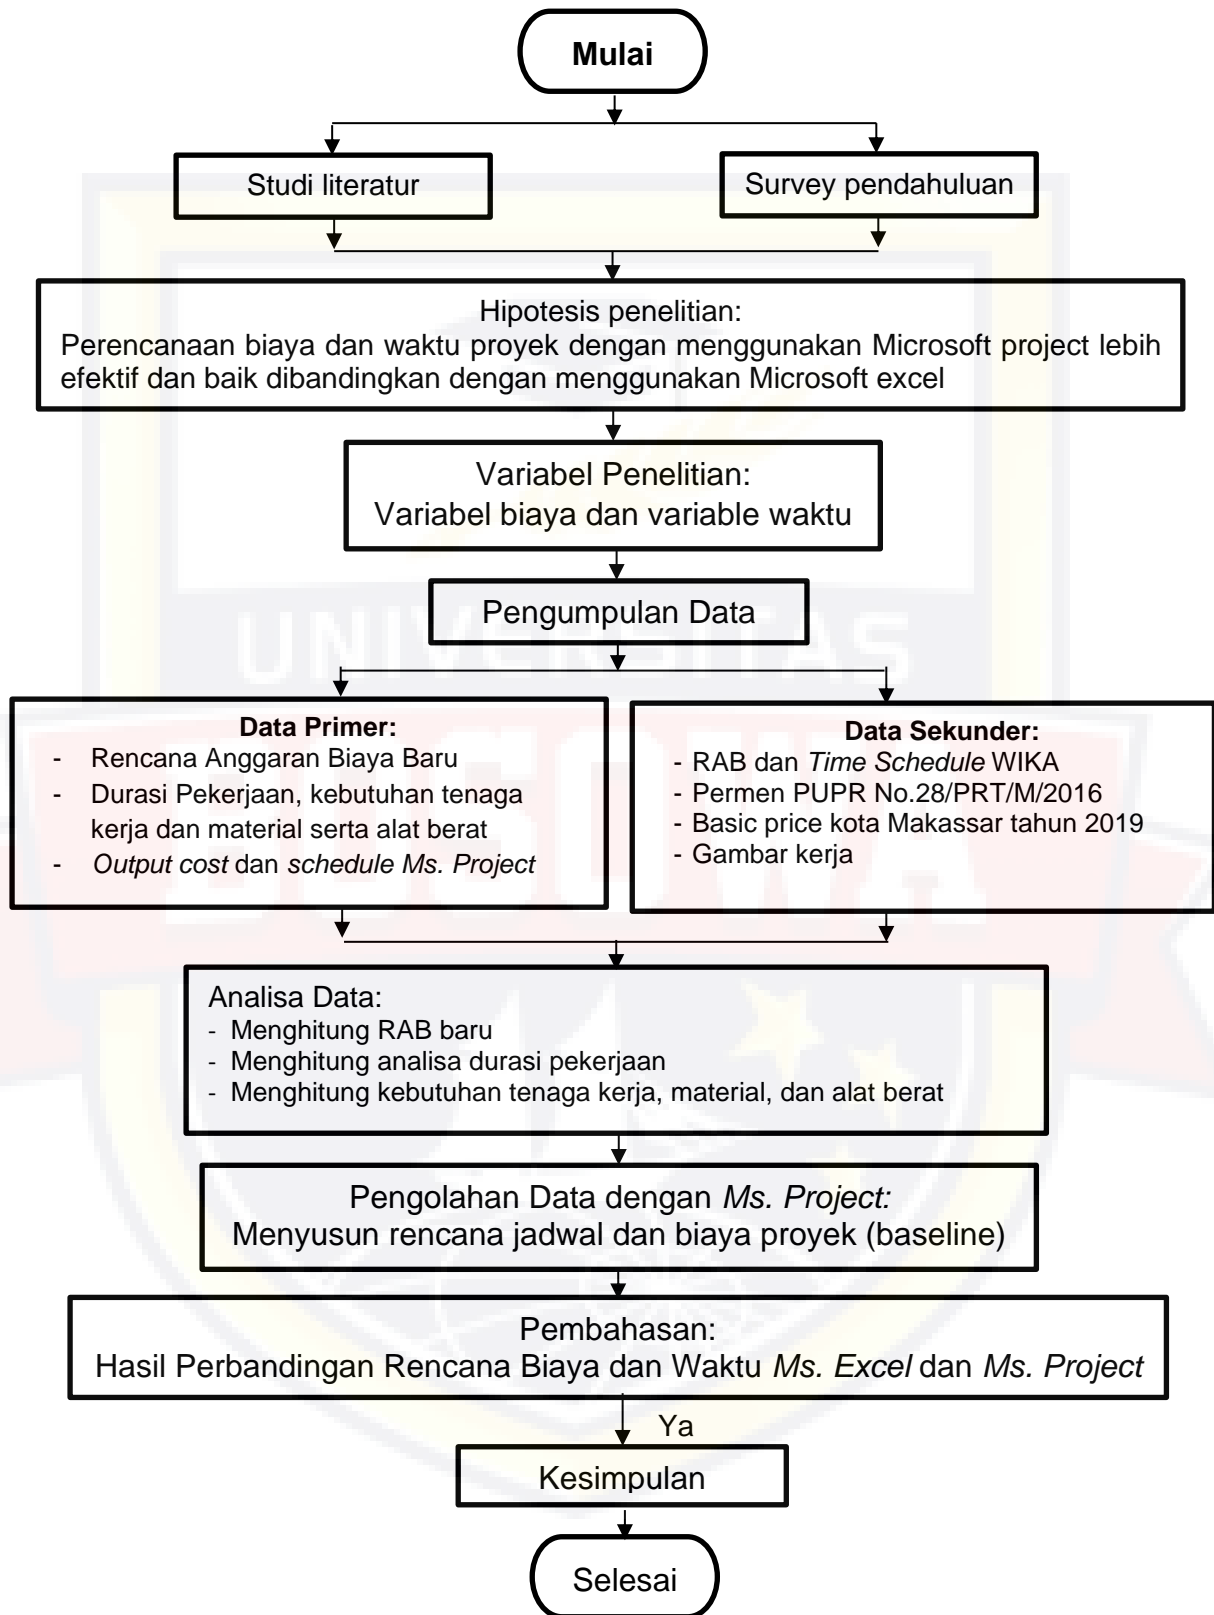 Mulai
Studi literatur
Survey pendahuluan
Hipotesis penelitian:
Perencanaan biaya dan waktu proyek dengan menggunakan Microsoft project lebih
efektif dan baik dibandingkan dengan menggunakan Microsoft excel
Variabel Penelitian:
Variabel biaya dan variable waktu
Pengumpulan Data
UNIVERSITAS
BOSOWA
Data Primer:
- Rencana Anggaran Biaya Baru
- Durasi Pekerjaan, kebutuhan tenaga
kerja dan material serta alat berat
- Output cost dan schedule Ms. Project
Data Sekunder:
- RAB dan Time Schedule WIKA
- Permen PUPR No.28/PRT/M/2016
- Basic price kota Makassar tahun 2019
- Gambar kerja
Analisa Data:
- Menghitung RAB baru
- Menghitung analisa durasi pekerjaan
- Menghitung kebutuhan tenaga kerja, material, dan alat berat
Pengolahan Data dengan Ms. Project:
Menyusun rencana jadwal dan biaya proyek (baseline)
Pembahasan:
Hasil Perbandingan Rencana Biaya dan Waktu Ms. Excel dan Ms. Project
Ya
Kesimpulan
Selesai